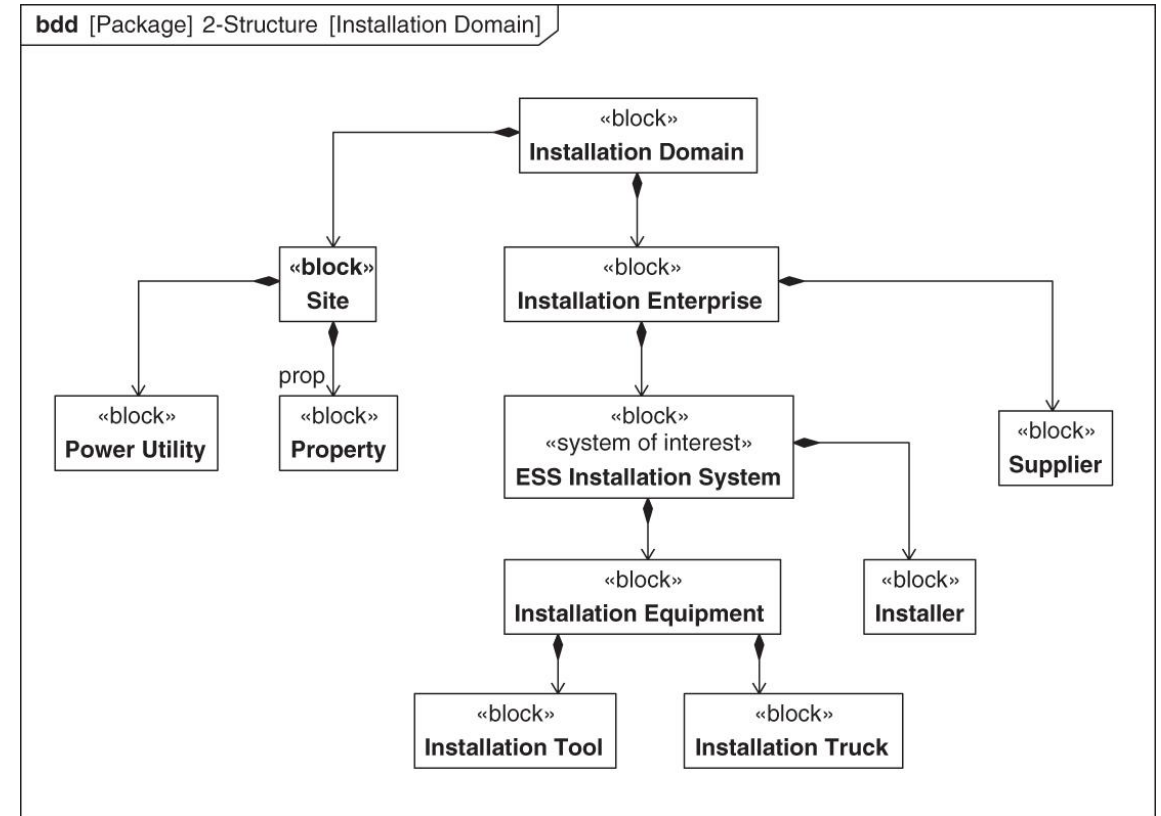 bdd [Package] 2-Structure [Installation Domain]
«block»
Installation Domain
«block»
Site
«block»
Installation Enterprise
prop
«block»
Power Utility
«block»
Property
«block»
«system of interest»
ESS Installation System
«block»
Supplier
«block»
Installation Equipment
«block»
Installer
«block»
Installation Tool
«block»
Installation Truck